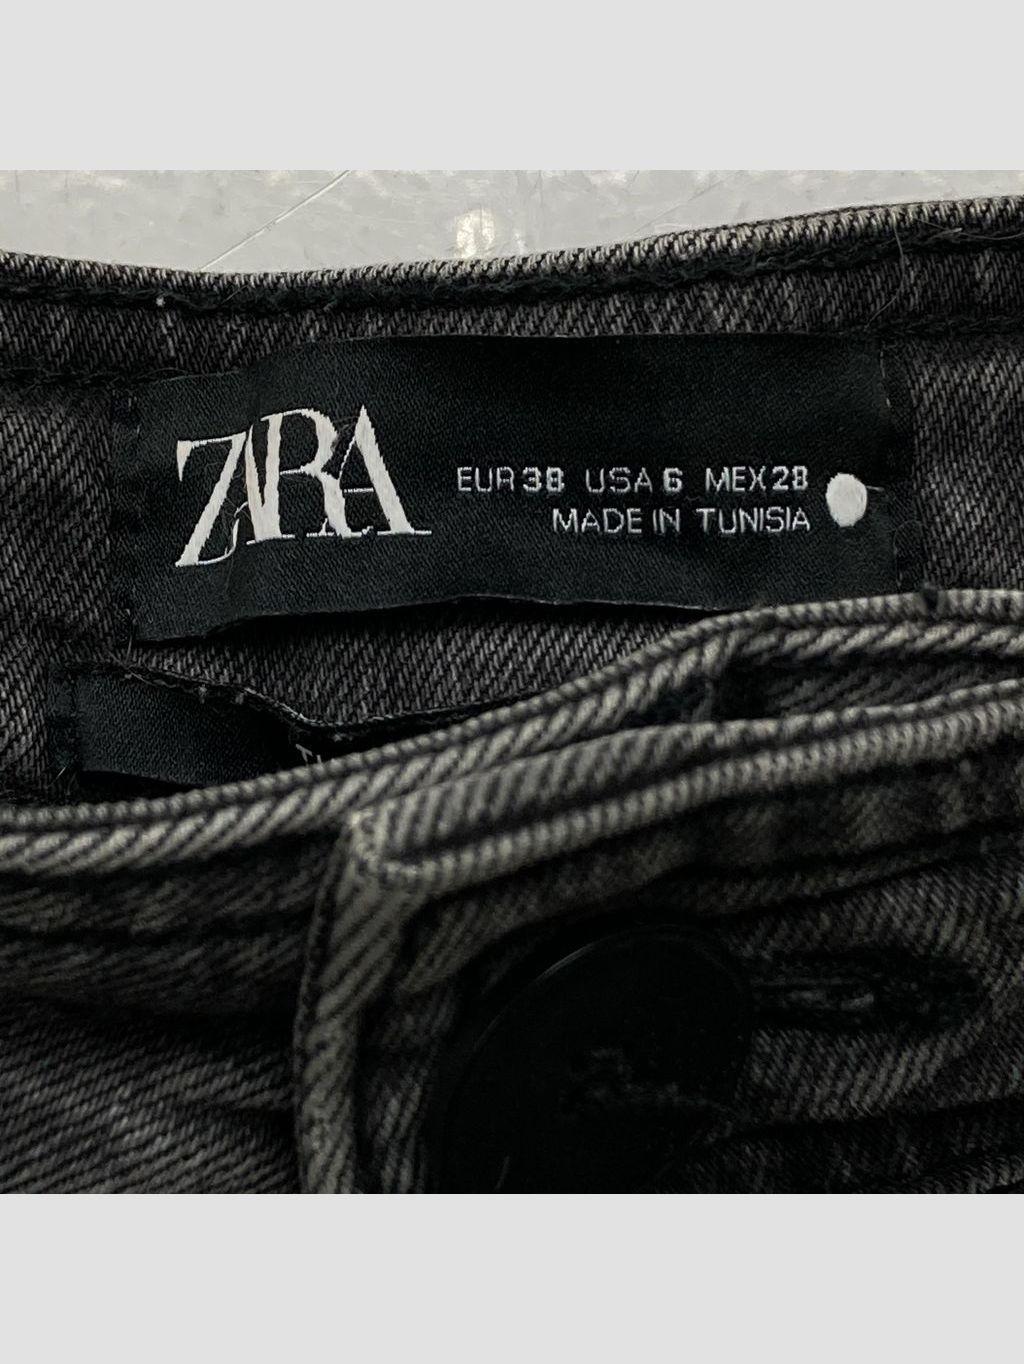 ZARA
EUR 38 USA 6 MEX 28
MADE IN TUNISIA